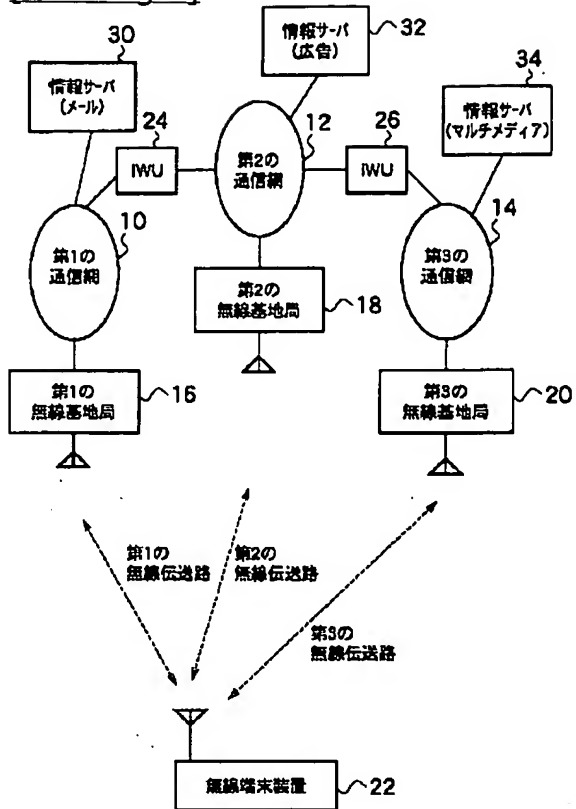 30
情報サーバ
(メール)
24
IWU
情報サーバ
(広告)
32
12
第2の
通信網
26
IWU
34
情報サーバ
(マルチメディア)
10
第1の
通信網
14
第3の
通信網
第2の
無線基地局
18
第1の
無線基地局
16
第3の
無線基地局
20
第1の
無線伝送路
第2の
無線伝送路
第3の
無線伝送路
無線端末装置
22